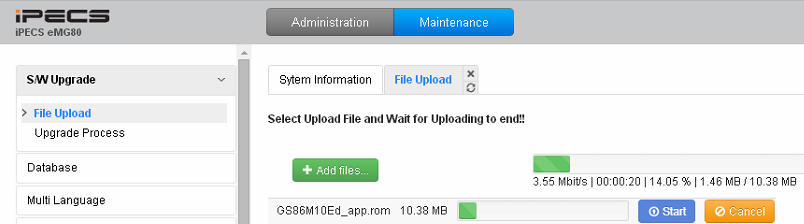 iPECS
iPECS eMG80
Administration Maintenance
S/W Upgrade
File Upload
Upgrade Process
Database
Multi Language
Sytem Information File Upload
Select Upload File and Wait for Uploading to end!!
Add files...
3.55 Mbit/s | 00:00:20 | 14.05 % | 1.46 MB / 10.38 MB
GS86M10Ed_app.rom 10.38 MB Start Cancel